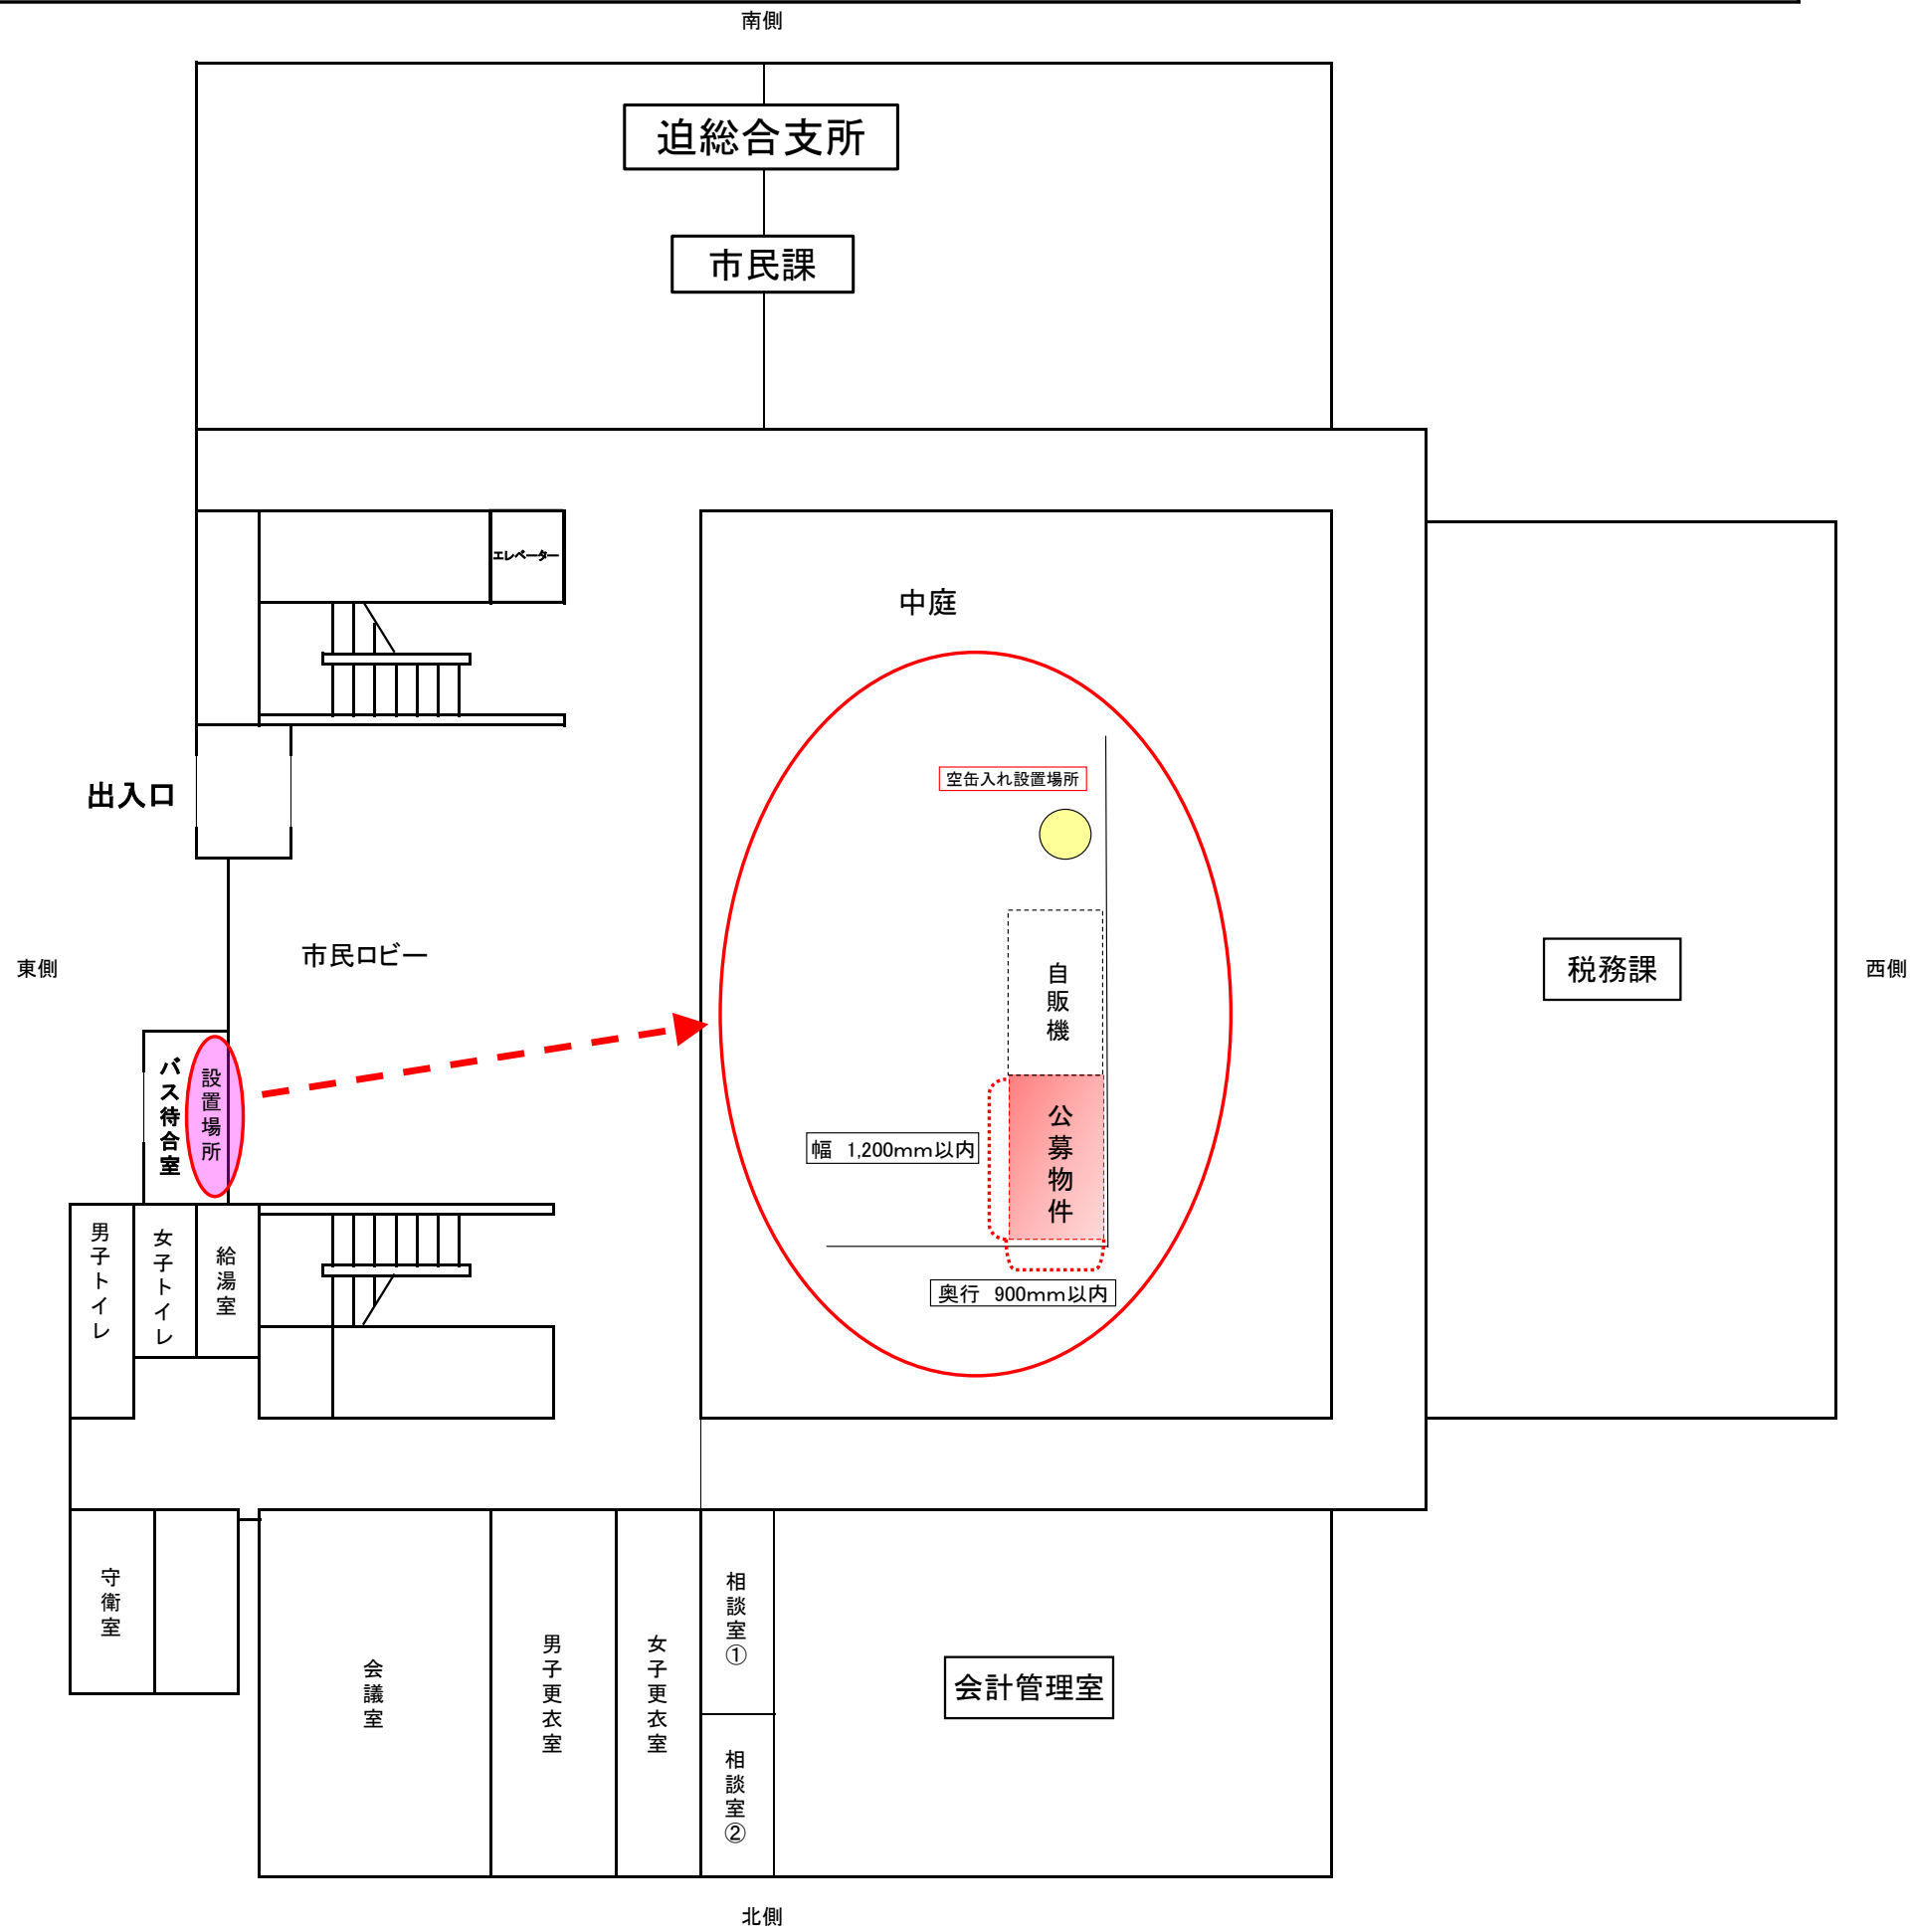 南側
迫総合支所
市民課
エレベーター
中庭
空缶入れ設置場所
出入口
自販機
市民ロビー
東側
税務課
西側
バス待合室
設置場所
公募物件
幅 1,200mm以内
奥行 900mm以内
男子トイレ
女子トイレ
給湯室
守衛室
会議室
男子更衣室
女子更衣室
相談室①
相談室②
会計管理室
北側